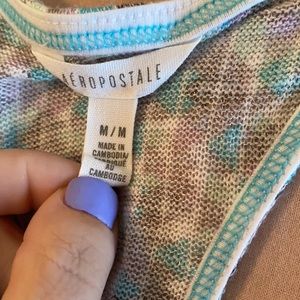 AÉROPOSTALE
M/M
MADE IN
CAMBODIA/
FABRIQUÉ
AU
CAMBODGE